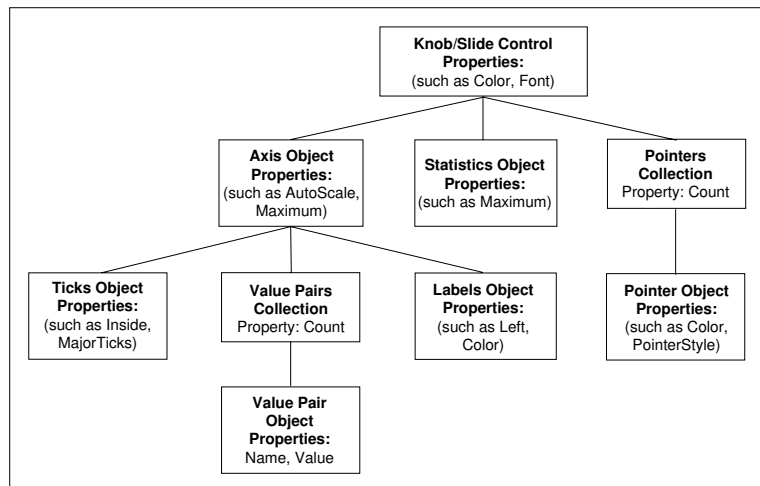 Knob/Slide Control
Properties:
(such as Color, Font)
Axis Object
Properties:
(such as AutoScale,
Maximum)
Statistics Object
Properties:
(such as Maximum)
Pointers
Collection
Property: Count
Ticks Object
Properties:
(such as Inside,
MajorTicks)
Value Pairs
Collection
Property: Count
Labels Object
Properties:
(such as Left,
Color)
Pointer Object
Properties:
(such as Color,
PointerStyle)
Value Pair
Object
Properties:
Name, Value